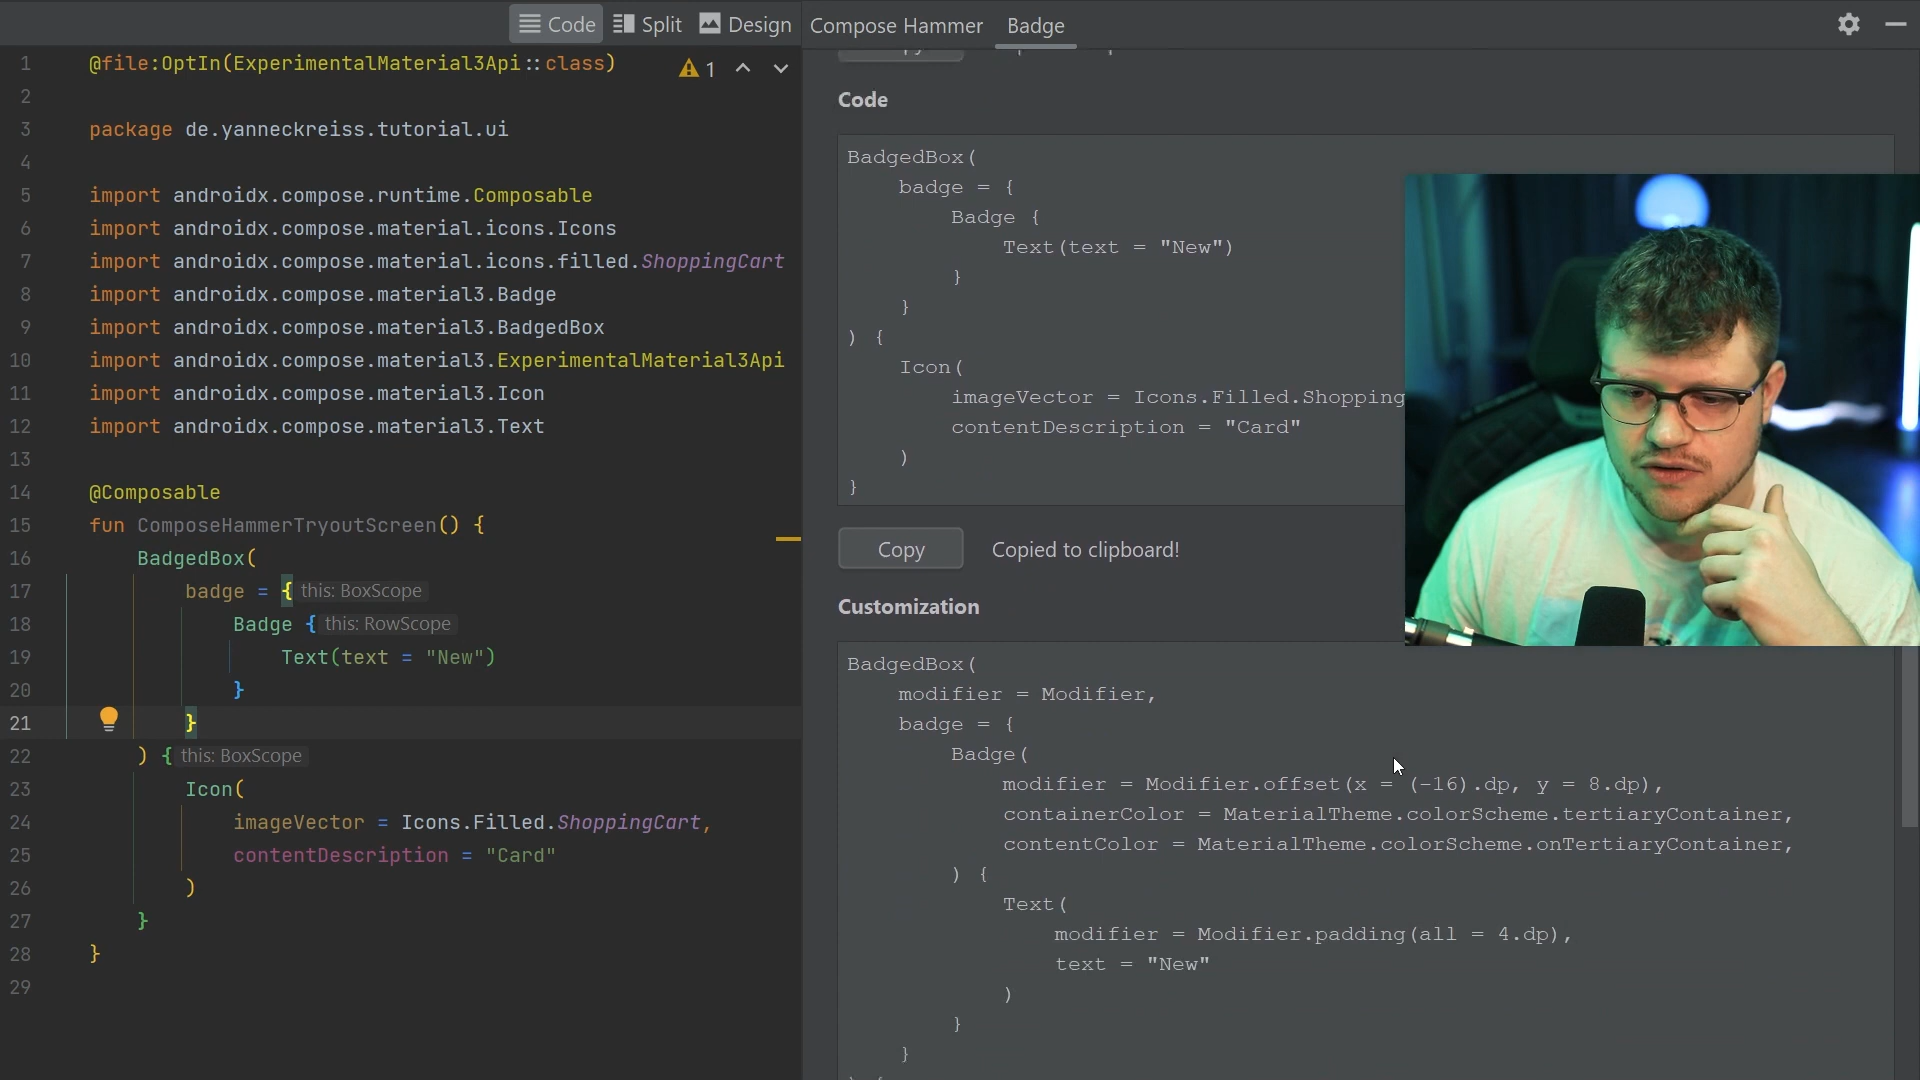 Code
Split
Design
1 @file:OptIn(ExperimentalMaterial3Api::class)
1
2
3 package de.yanneckreiss.tutorial.ui
4
5 import androidx.compose.runtime.Composable
6 import androidx.compose.material.icons.Icons
7 import androidx.compose.material.icons.filled.ShoppingCart
8 import androidx.compose.material3.Badge
9 import androidx.compose.material3.BadgedBox
10 import androidx.compose.material3.ExperimentalMaterial3Api
11 import androidx.compose.material3.Icon
12 import androidx.compose.material3.Text
13
14 @Composable
15 fun ComposeHammerTryoutScreen() {
16 BadgedBox(
17 badge = { this: BoxScope
18 Badge { this: RowScope
19 Text(text = "New")
20 }
21 }
22 ) { this: BoxScope
23 Icon(
24 imageVector = Icons.Filled.ShoppingCart,
25 contentDescription = "Card"
26 )
27 }
28 }
29
Compose Hammer
Badge
Code
BadgedBox(
badge = {
Badge {
Text(text = "New")
}
}
) {
Icon(
imageVector = Icons.Filled.Shopping
contentDescription = "Card"
)
}
Copy
Copied to clipboard!
Customization
BadgedBox(
modifier = Modifier,
badge = {
Badge(
modifier = Modifier.offset(x = (-16).dp, y = 8.dp),
containerColor = MaterialTheme.colorScheme.tertiaryContainer,
contentColor = MaterialTheme.colorScheme.onTertiaryContainer,
) {
Text(
modifier = Modifier.padding(all = 4.dp),
text = "New"
)
}
}